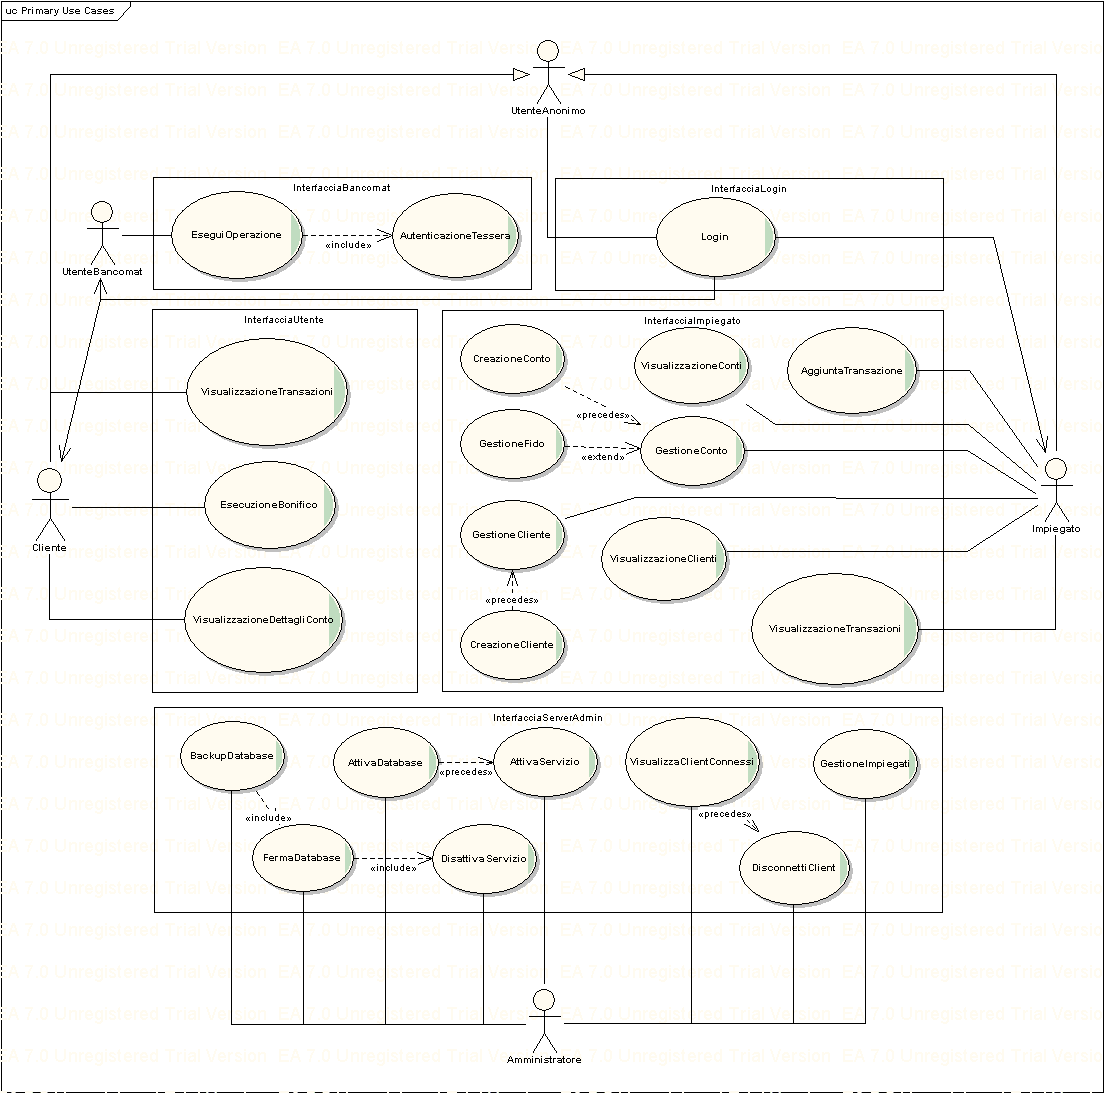 uc Primary Use Cases
EA 7.0 Unregistered Trial Version
UtenteAnonimo
InterfacciaBancomat
InterfacciaLogin
EseguiOperazione
«include»
AutenticazioneTessera
Login
UtenteBancomat
InterfacciaUtente
InterfacciaImpiegato
VisualizzazioneTransazioni
EsecuzioneBonifico
VisualizzazioneDettagliConto
Cliente
CreazioneConto
VisualizzazioneConti
AggiuntaTransazione
«precedes»
GestioneFido
«extend»
GestioneConto
GestioneCliente
VisualizzazioneClienti
«precedes»
CreazioneCliente
VisualizzazioneTransazioni
Impiegato
InterfacciaServerAdmin
BackupDatabase
AttivaDatabase
«precedes»
AttivaServizio
VisualizzaClientConnessi
GestioneImpiegati
«include»
«precedes»
FermaDatabase
«include»
DisattivaServizio
DisconnettiClient
Amministratore